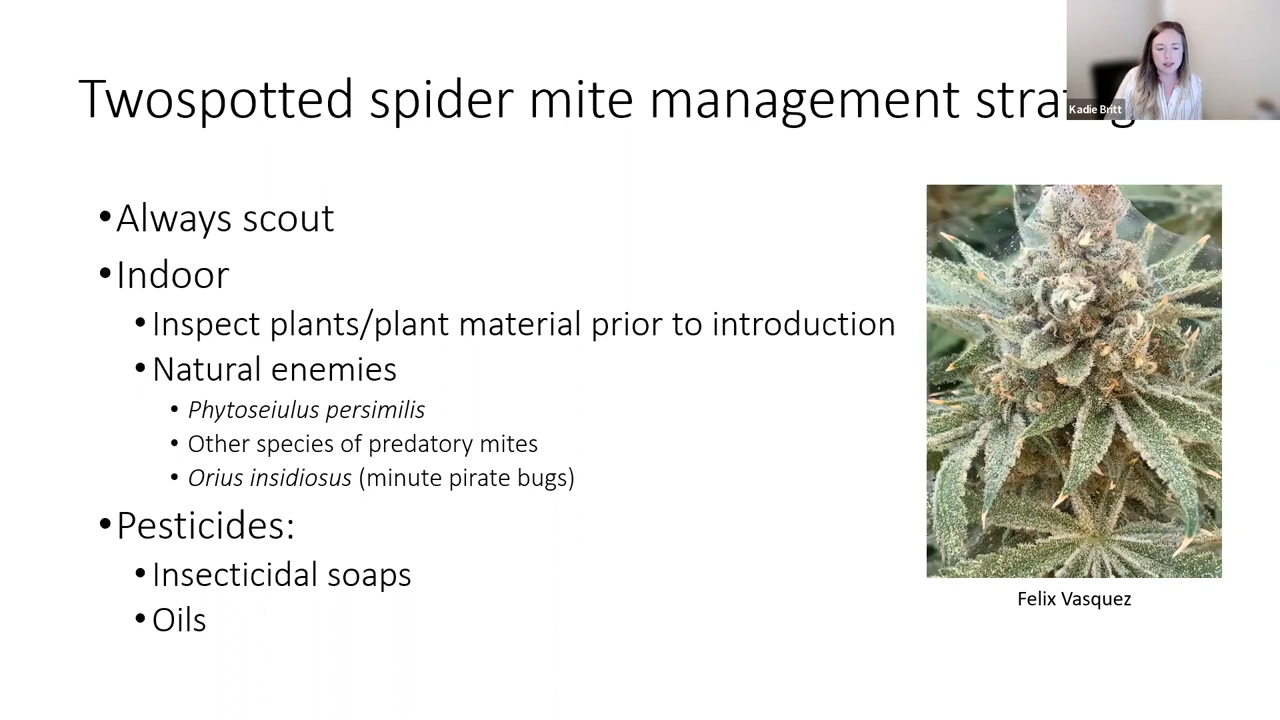 Twospotted spider mite management
Kadie Britt
•Always scout
•Indoor
•Inspect plants/plant material prior to introduction
•Natural enemies
• Phytoseiulus persimilis
• Other species of predatory mites
• Orius insidiosus (minute pirate bugs)
•Pesticides:
•Insecticidal soaps
•Oils
Felix Vasquez